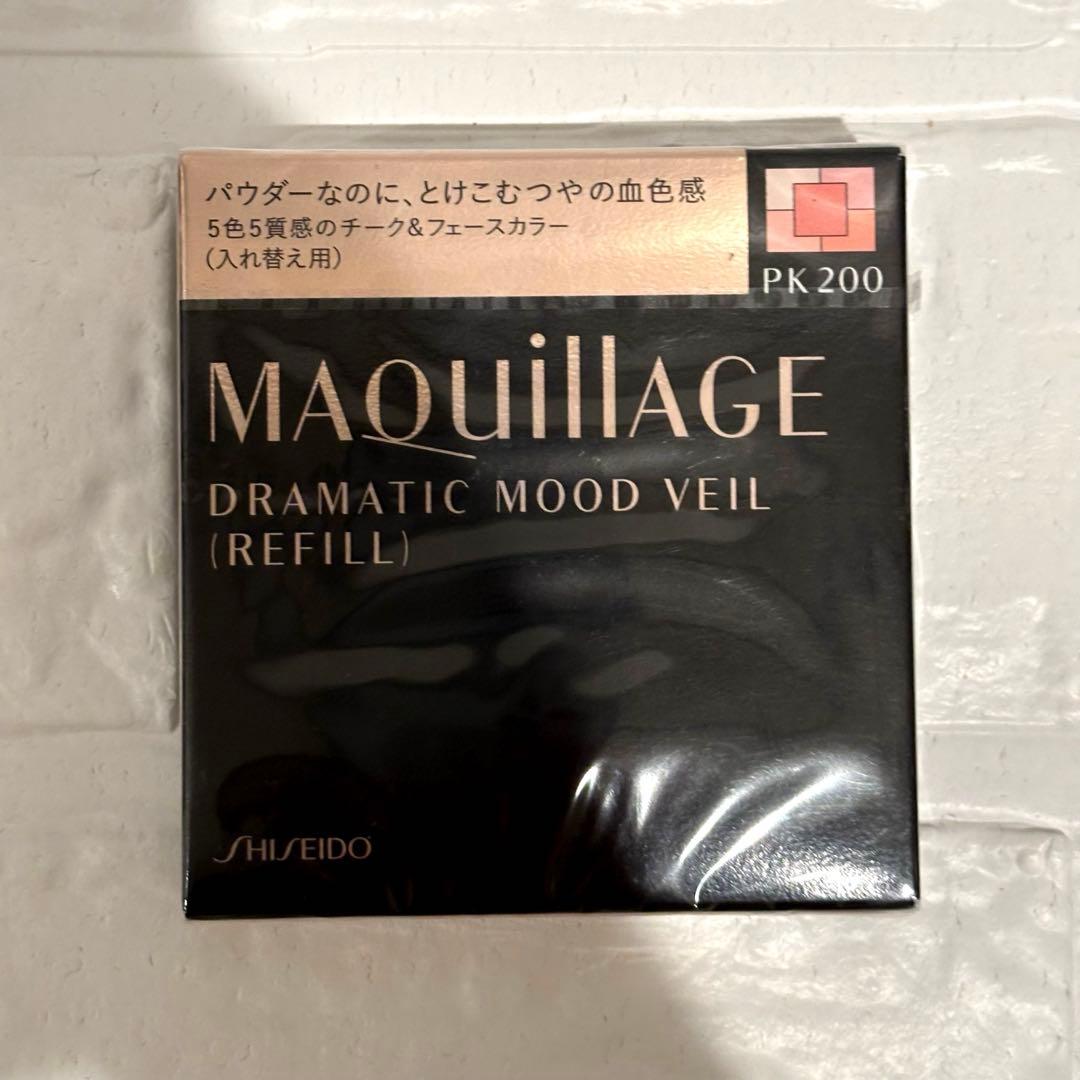 パウダーなのに、とけこむつやの血色感
5色5質感のチーク&フェースカラー
(入れ替え用)
PK 200
MAQuillAGE
DRAMATIC MOOD VEIL
(REFILL)
SHISEIDO